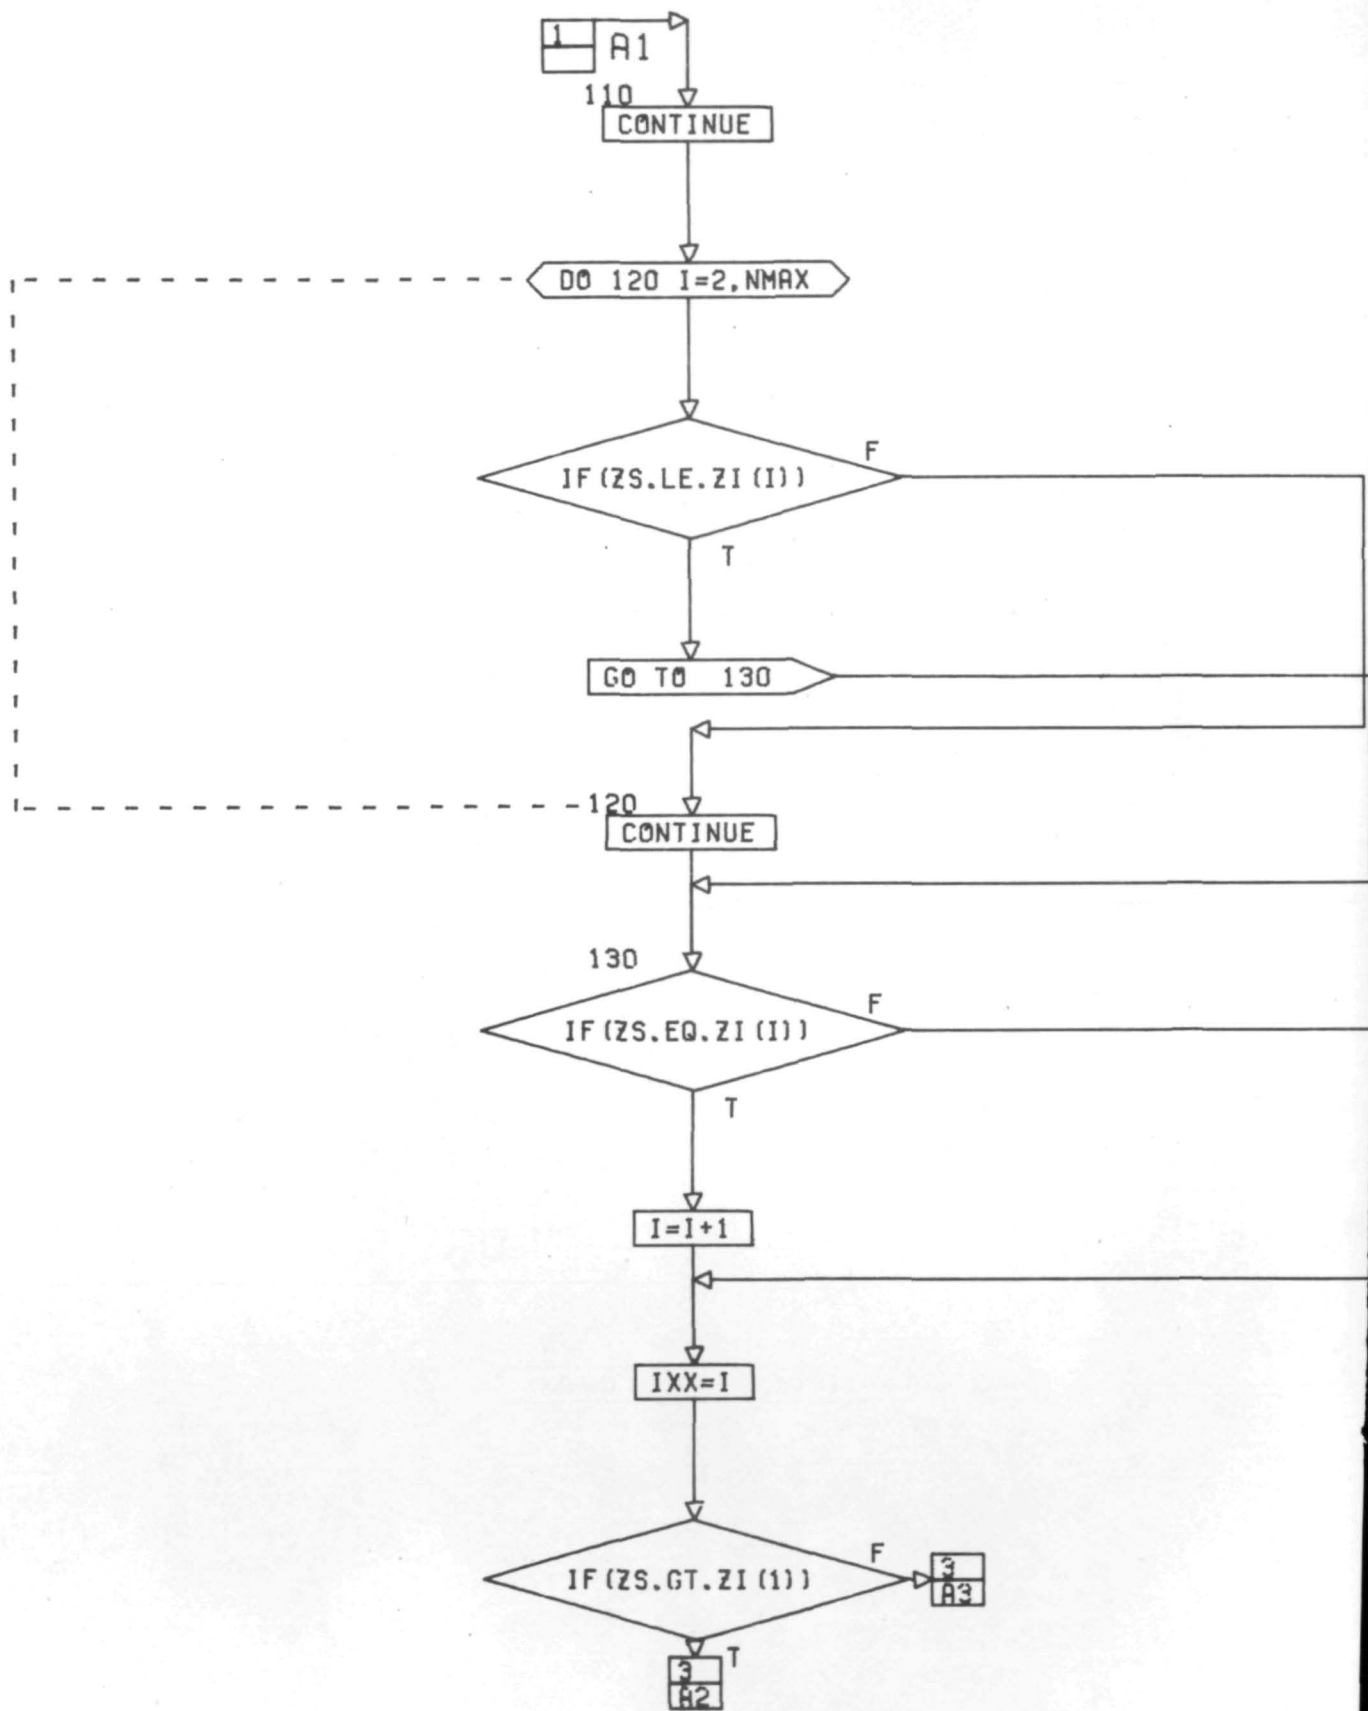 1
A1
110
CONTINUE
DO 120 I=2,NMAX
IF(ZS.LE.ZI(I))
F
T
GO TO 130
120
CONTINUE
130
IF(ZS.EQ.ZI(I))
F
T
I=I+1
IXX=I
IF(ZS.GT.ZI(1))
F
3
A3
T
3
A2